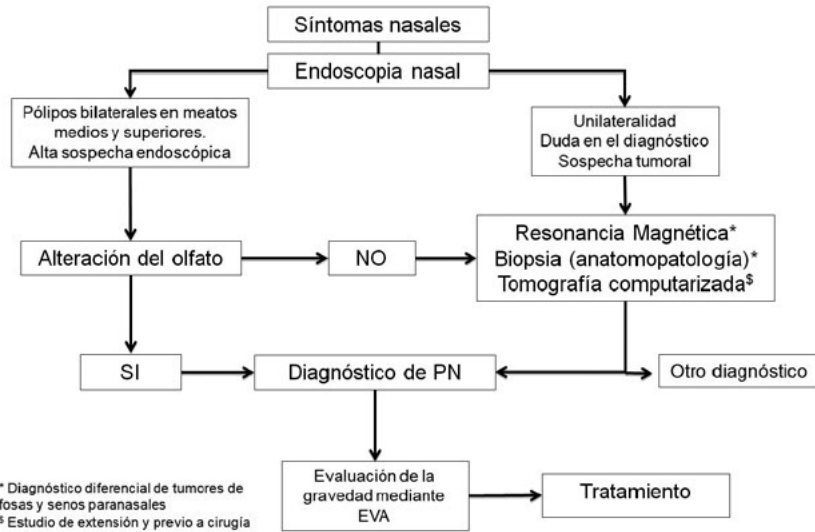 Síntomas nasales
Endoscopia nasal
Pólipos bilaterales en meatos
medios y superiores.
Alta sospecha endoscópica
Unilateralidad
Duda en el diagnóstico
Sospecha tumoral
Alteración del olfato
NO
Resonancia Magnética*
Biopsia (anatomopatología)*
Tomografía computarizada$
SI
Diagnóstico de PN
Otro diagnóstico
Evaluación de la
gravedad mediante
EVA
Tratamiento
* Diagnóstico diferencial de tumores de
fosas y senos paranasales
$ Estudio de extensión y previo a cirugía